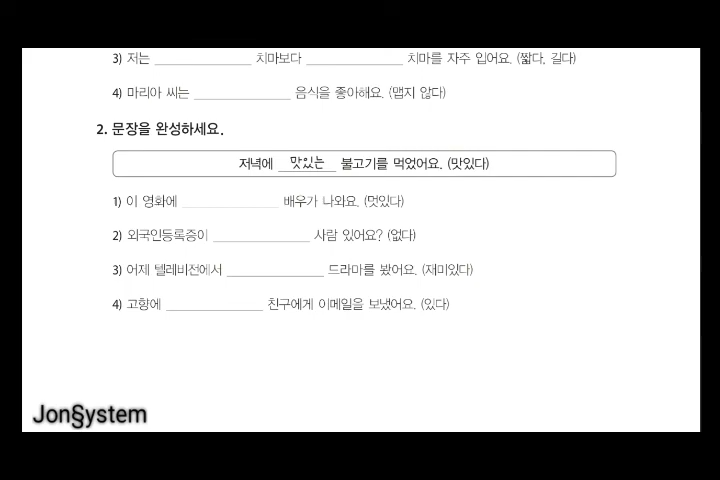 3) 저는 ______________ 치마보다 ______________ 치마를 자주 입어요. (짧다, 길다)
4) 마리아 씨는 ______________ 음식을 좋아해요. (맵지 않다)
2. 문장을 완성하세요.
저녁에 맛있는 불고기를 먹었어요. (맛있다)
1) 이 영화에 ______________ 배우가 나와요. (멋있다)
2) 외국인등록증이 ______________ 사람 있어요? (없다)
3) 어제 텔레비전에서 ______________ 드라마를 봤어요. (재미있다)
4) 고향에 ______________ 친구에게 이메일을 보냈어요. (있다)
Jon§ystem